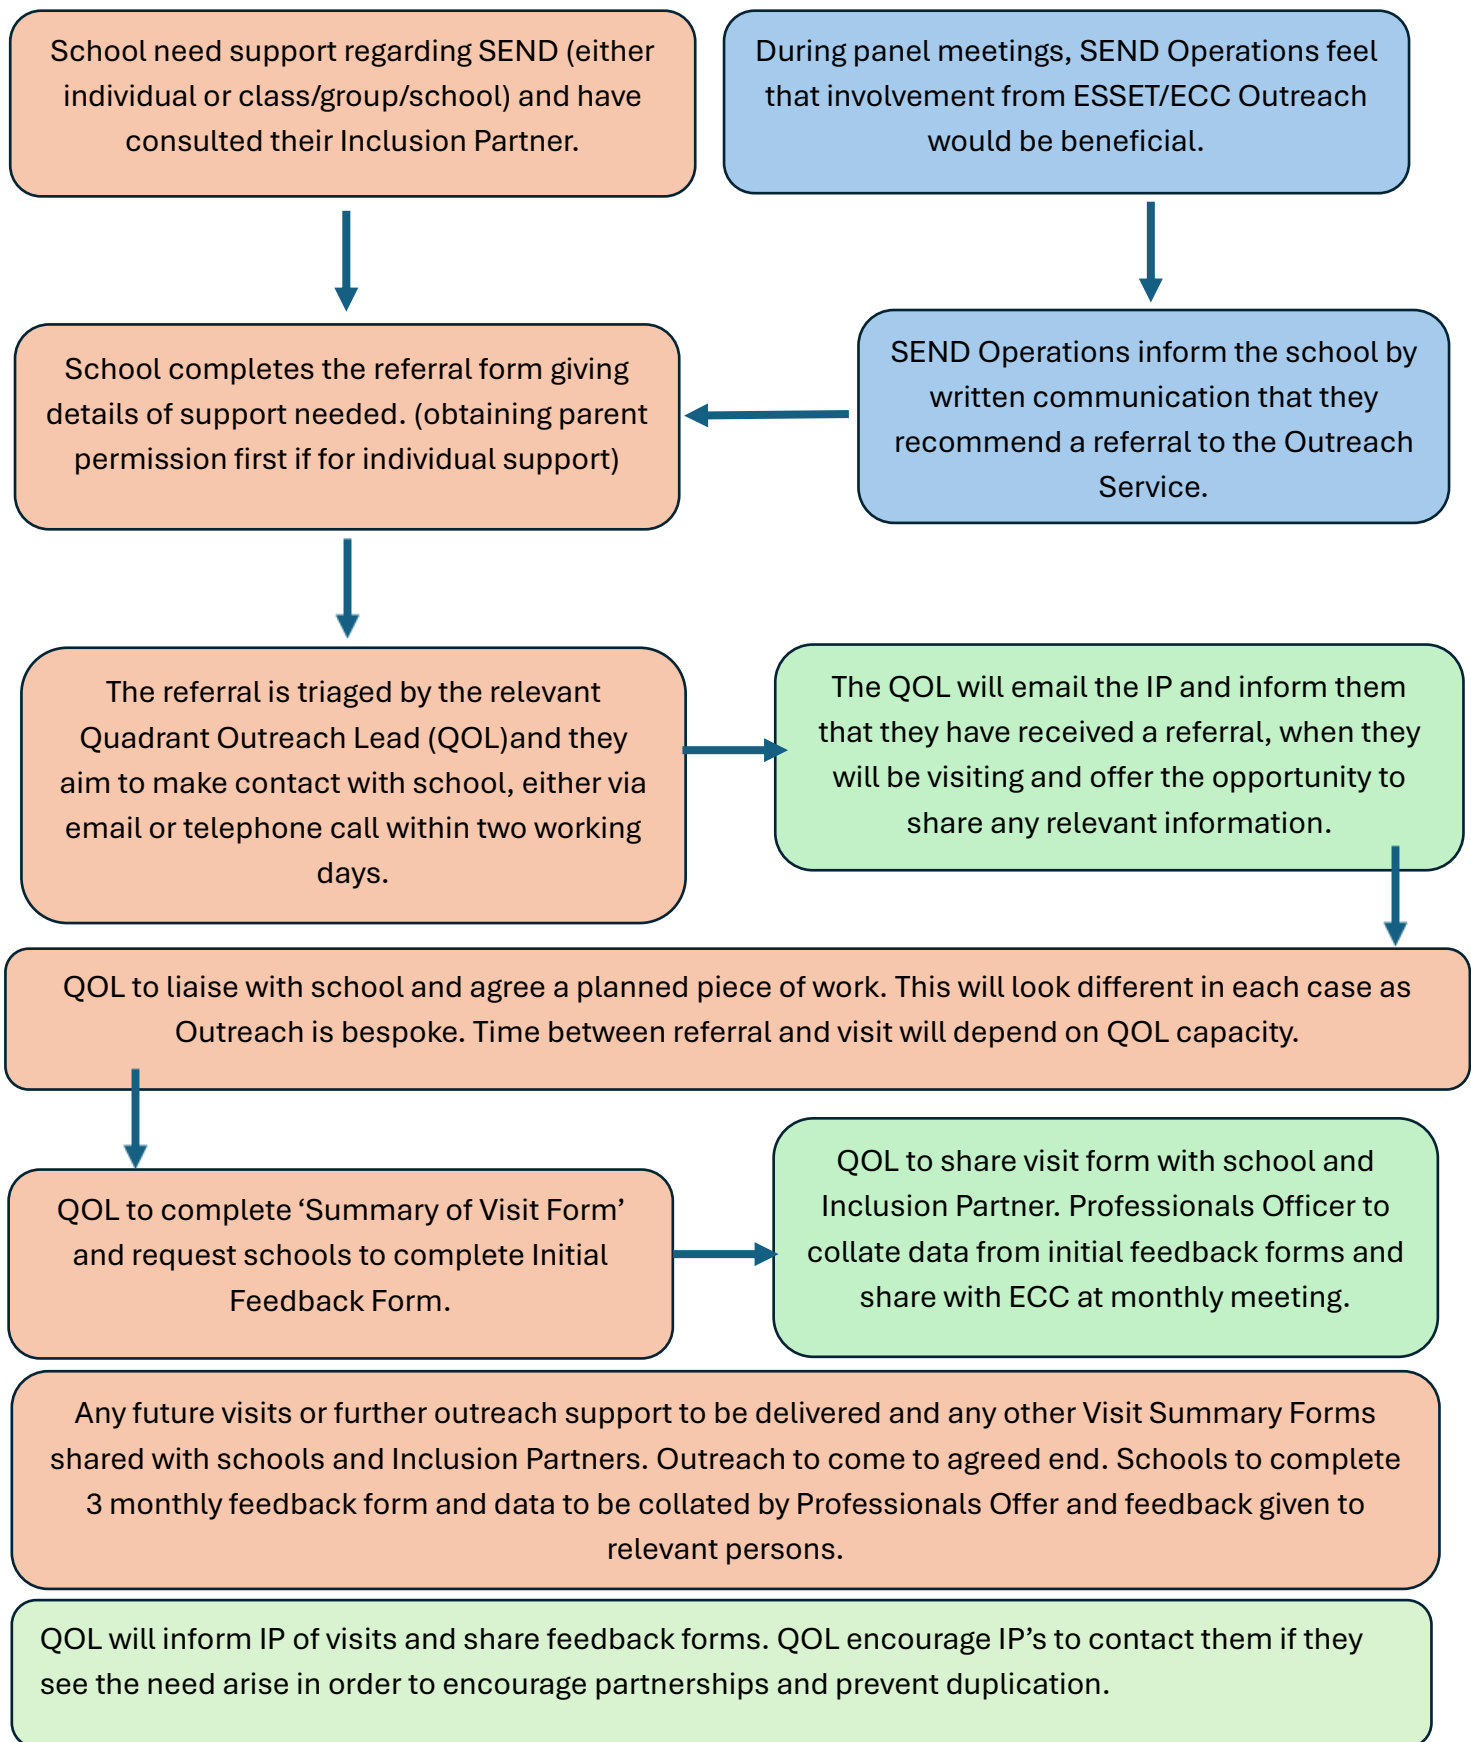 School need support regarding SEND (either
individual or class/group/school) and have
consulted their Inclusion Partner.
During panel meetings, SEND Operations feel
that involvement from ESSET/ECC Outreach
would be beneficial.
School completes the referral form giving
details of support needed. (obtaining parent
permission first if for individual support)
SEND Operations inform the school by
written communication that they
recommend a referral to the Outreach
Service.
The referral is triaged by the relevant
Quadrant Outreach Lead (QOL)and they
aim to make contact with school, either via
email or telephone call within two working
days.
The QOL will email the IP and inform them
that they have received a referral, when they
will be visiting and offer the opportunity to
share any relevant information.
QOL to liaise with school and agree a planned piece of work. This will look different in each case as
Outreach is bespoke. Time between referral and visit will depend on QOL capacity.
QOL to complete ‘Summary of Visit Form’
and request schools to complete Initial
Feedback Form.
QOL to share visit form with school and
Inclusion Partner. Professionals Officer to
collate data from initial feedback forms and
share with ECC at monthly meeting.
Any future visits or further outreach support to be delivered and any other Visit Summary Forms
shared with schools and Inclusion Partners. Outreach to come to agreed end. Schools to complete
3 monthly feedback form and data to be collated by Professionals Offer and feedback given to
relevant persons.
QOL will inform IP of visits and share feedback forms. QOL encourage IP’s to contact them if they
see the need arise in order to encourage partnerships and prevent duplication.